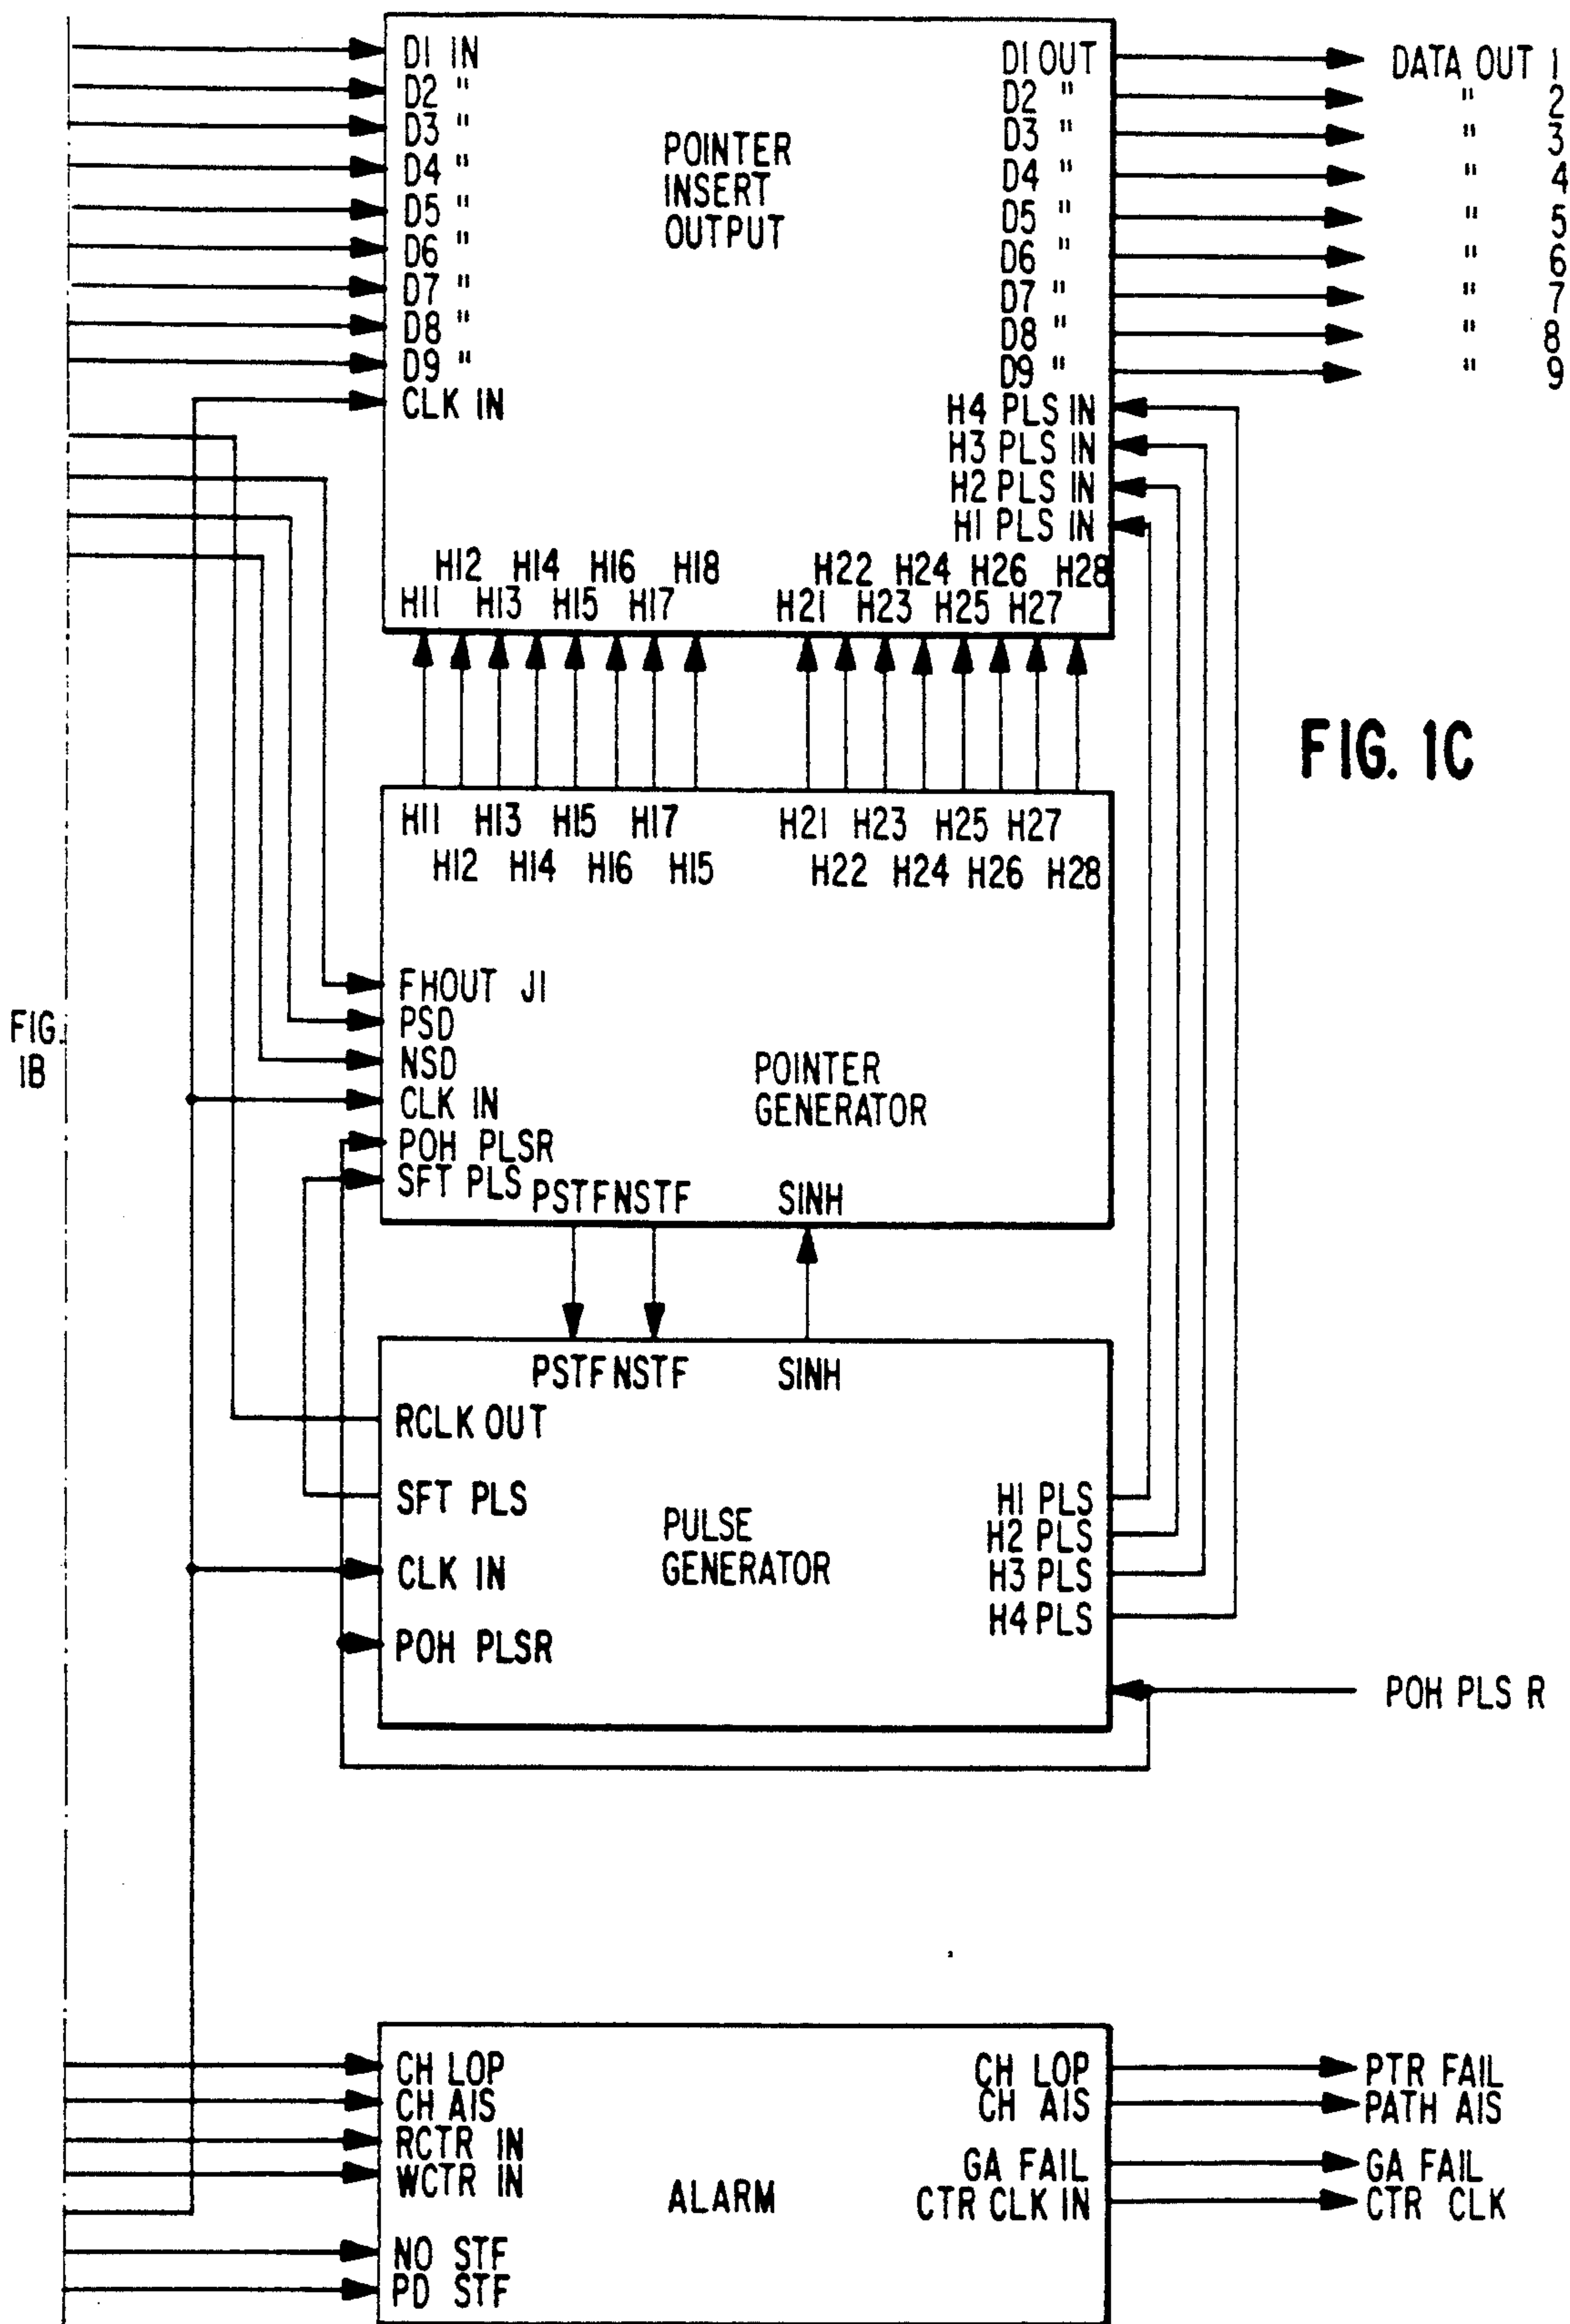 D1 IN
D2 "
D3 "
D4 "
D5 "
D6 "
D7 "
D8 "
D9 "
CLK IN
POINTER
INSERT
OUTPUT
D1 OUT
D2 "
D3 "
D4 "
D5 "
D6 "
D7 "
D8 "
D9 "
H4 PLS IN
H3 PLS IN
H2 PLS IN
H1 PLS IN
DATA OUT 1
" 2
" 3
" 4
" 5
" 6
" 7
" 8
" 9
H12 H14 H16 H18 H22 H24 H26 H28
H11 H13 H15 H17 H21 H23 H25 H27
FIG. 1C
H11 H13 H15 H17 H21 H23 H25 H27
H12 H14 H16 H15 H22 H24 H26 H28
FIG.
1B
FHOUT J1
PSD
NSD
CLK IN
POH PLSR
SFT PLS
POINTER
GENERATOR
PSTF NSTF SINH
PSTF NSTF SINH
RCLK OUT
SFT PLS
CLK IN
POH PLSR
PULSE
GENERATOR
H1 PLS
H2 PLS
H3 PLS
H4 PLS
POH PLS R
CH LOP
CH AIS
RCTR IN
WCTR IN
NO STF
PD STF
ALARM
CH LOP
CH AIS
GA FAIL
CTR CLK IN
PTR FAIL
PATH AIS
GA FAIL
CTR CLK